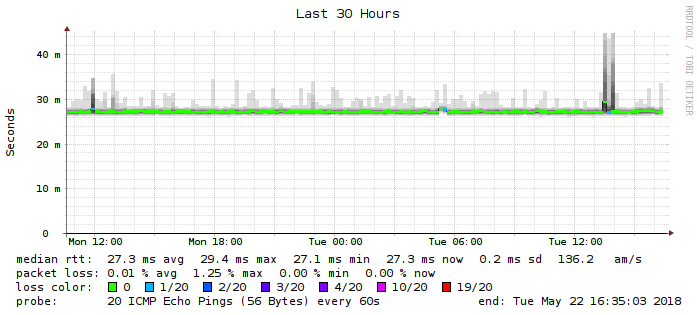 Last 30 Hours
RRDTOOL / TOBI OETIKER
Seconds
40 m
30 m
20 m
10 m
0
Mon 12:00 Mon 18:00 Tue 00:00 Tue 06:00 Tue 12:00
median rtt: 27.3 ms avg 29.4 ms max 27.1 ms min 27.3 ms now 0.2 ms sd 136.2 am/s
packet loss: 0.01 % avg 1.25 % max 0.00 % min 0.00 % now
loss color: 0 1/20 2/20 3/20 4/20 10/20 19/20
probe: 20 ICMP Echo Pings (56 Bytes) every 60s end: Tue May 22 16:35:03 2018